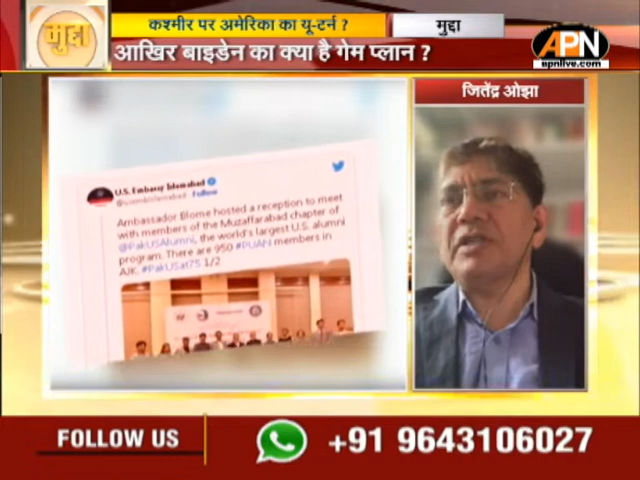 मुद्दा
कश्मीर पर अमेरिका का यू-टर्न ?
मुद्दा
APN
apnlive.com
आखिर बाइडेन का क्या है गेम प्लान ?
जितेंद्र ओझा
U.S. Embassy Islamabad
@usembislamabad Follow
Ambassador Blome hosted a reception to meet
with members of the Muzaffarabad chapter of
@PakUSAlumni, the world's largest U.S. alumni
program. There are 950 #PUAN members in
AJK. #PakUSat75 1/2
FOLLOW US
+91 9643106027